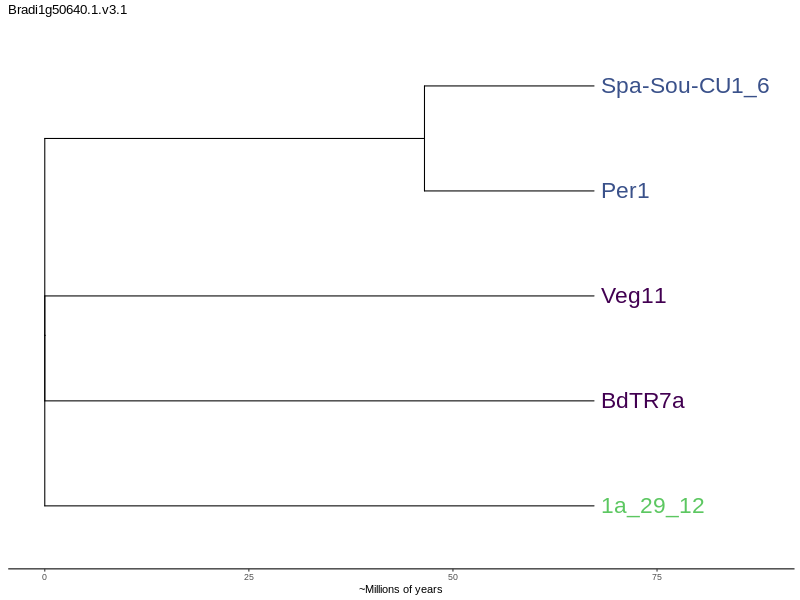 Bradi1g50640.1.v3.1
Spa-Sou-CU1_6
Per1
Veg11
BdTR7a
1a_29_12
0 25 50 75
~Millions of years